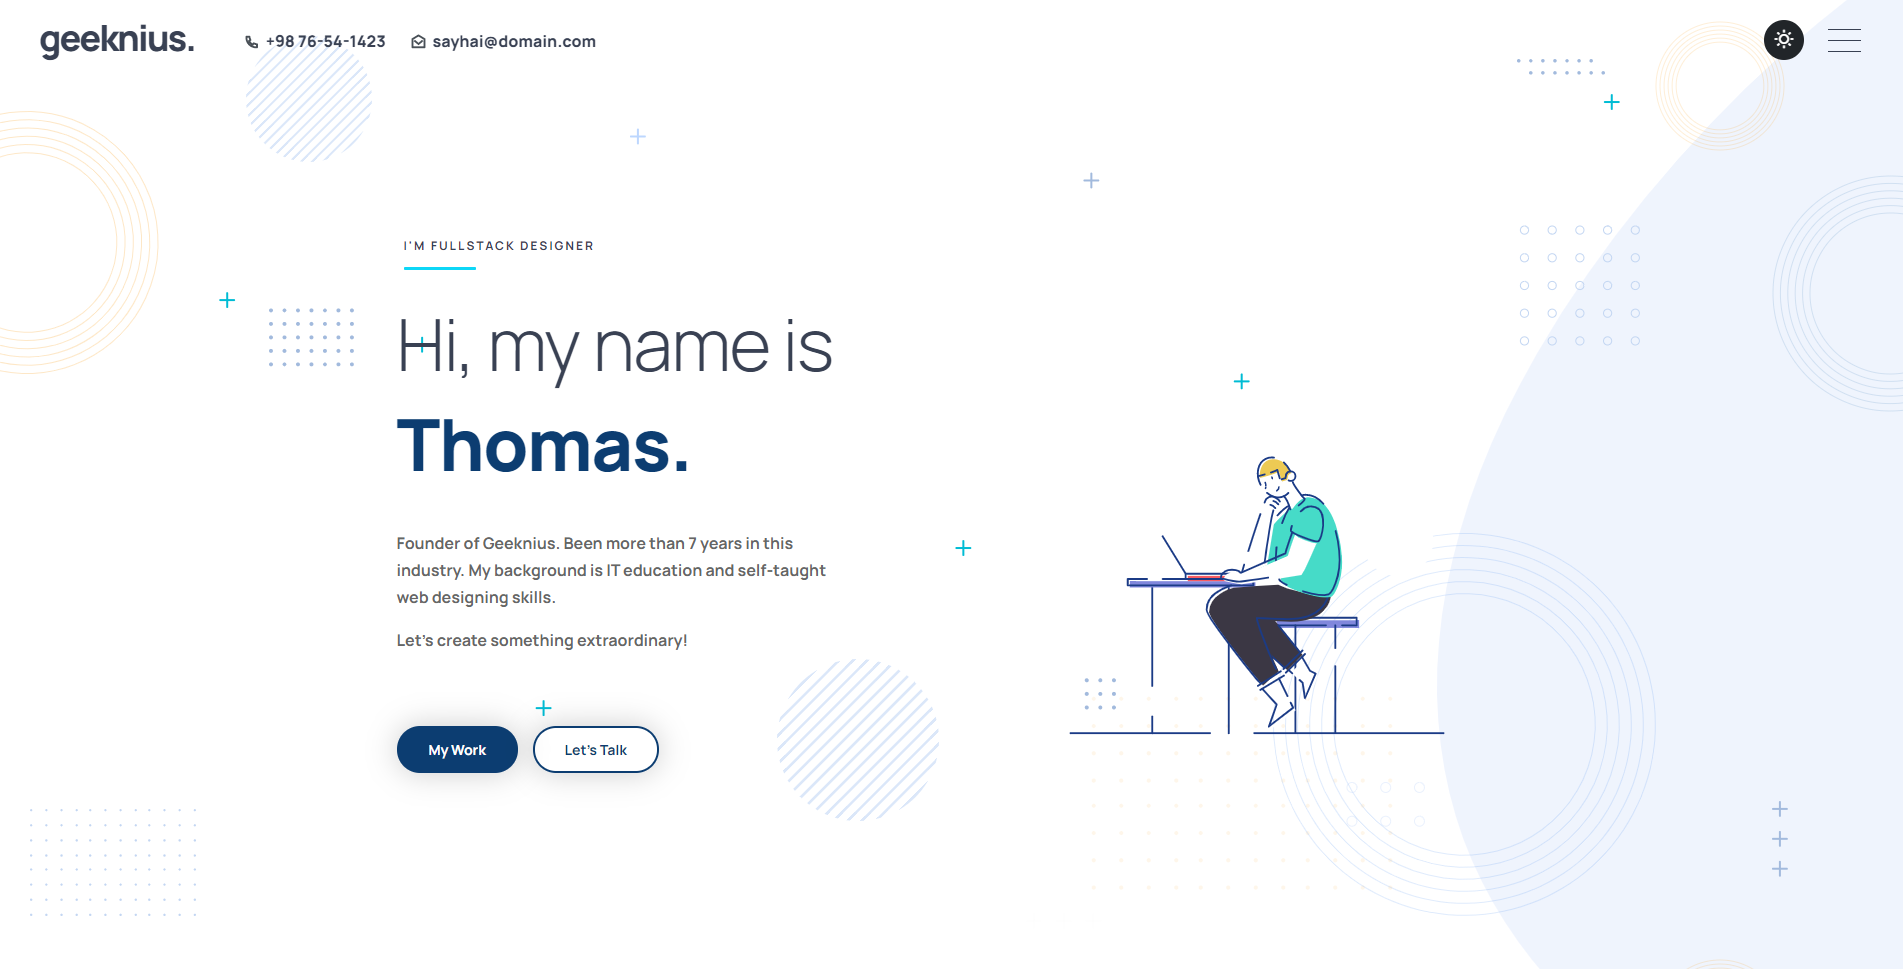 geeknius.
+98 76-54-1423
sayhai@domain.com
I'M FULLSTACK DESIGNER
Hi, my name is
Thomas.
Founder of Geeknius. Been more than 7 years in this
industry. My background is IT education and self-taught
web designing skills.
Let's create something extraordinary!
My Work
Let's Talk